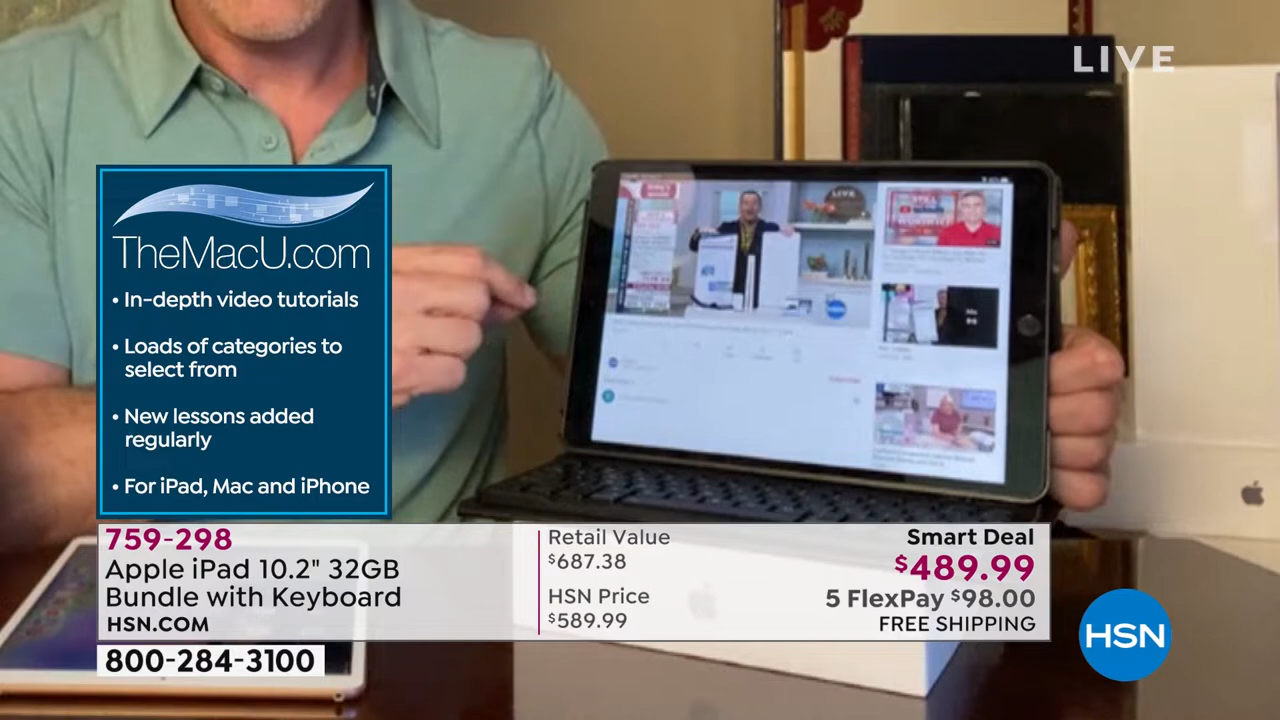 LIVE
TheMacU.com
• In-depth video tutorials
• Loads of categories to
select from
• New lessons added
regularly
• For iPad, Mac and iPhone
759-298
Apple iPad 10.2" 32GB
Bundle with Keyboard
HSN.COM
Retail Value
$687.38
HSN Price
$589.99
Smart Deal
$489.99
5 FlexPay $98.00
FREE SHIPPING
800-284-3100
HSN